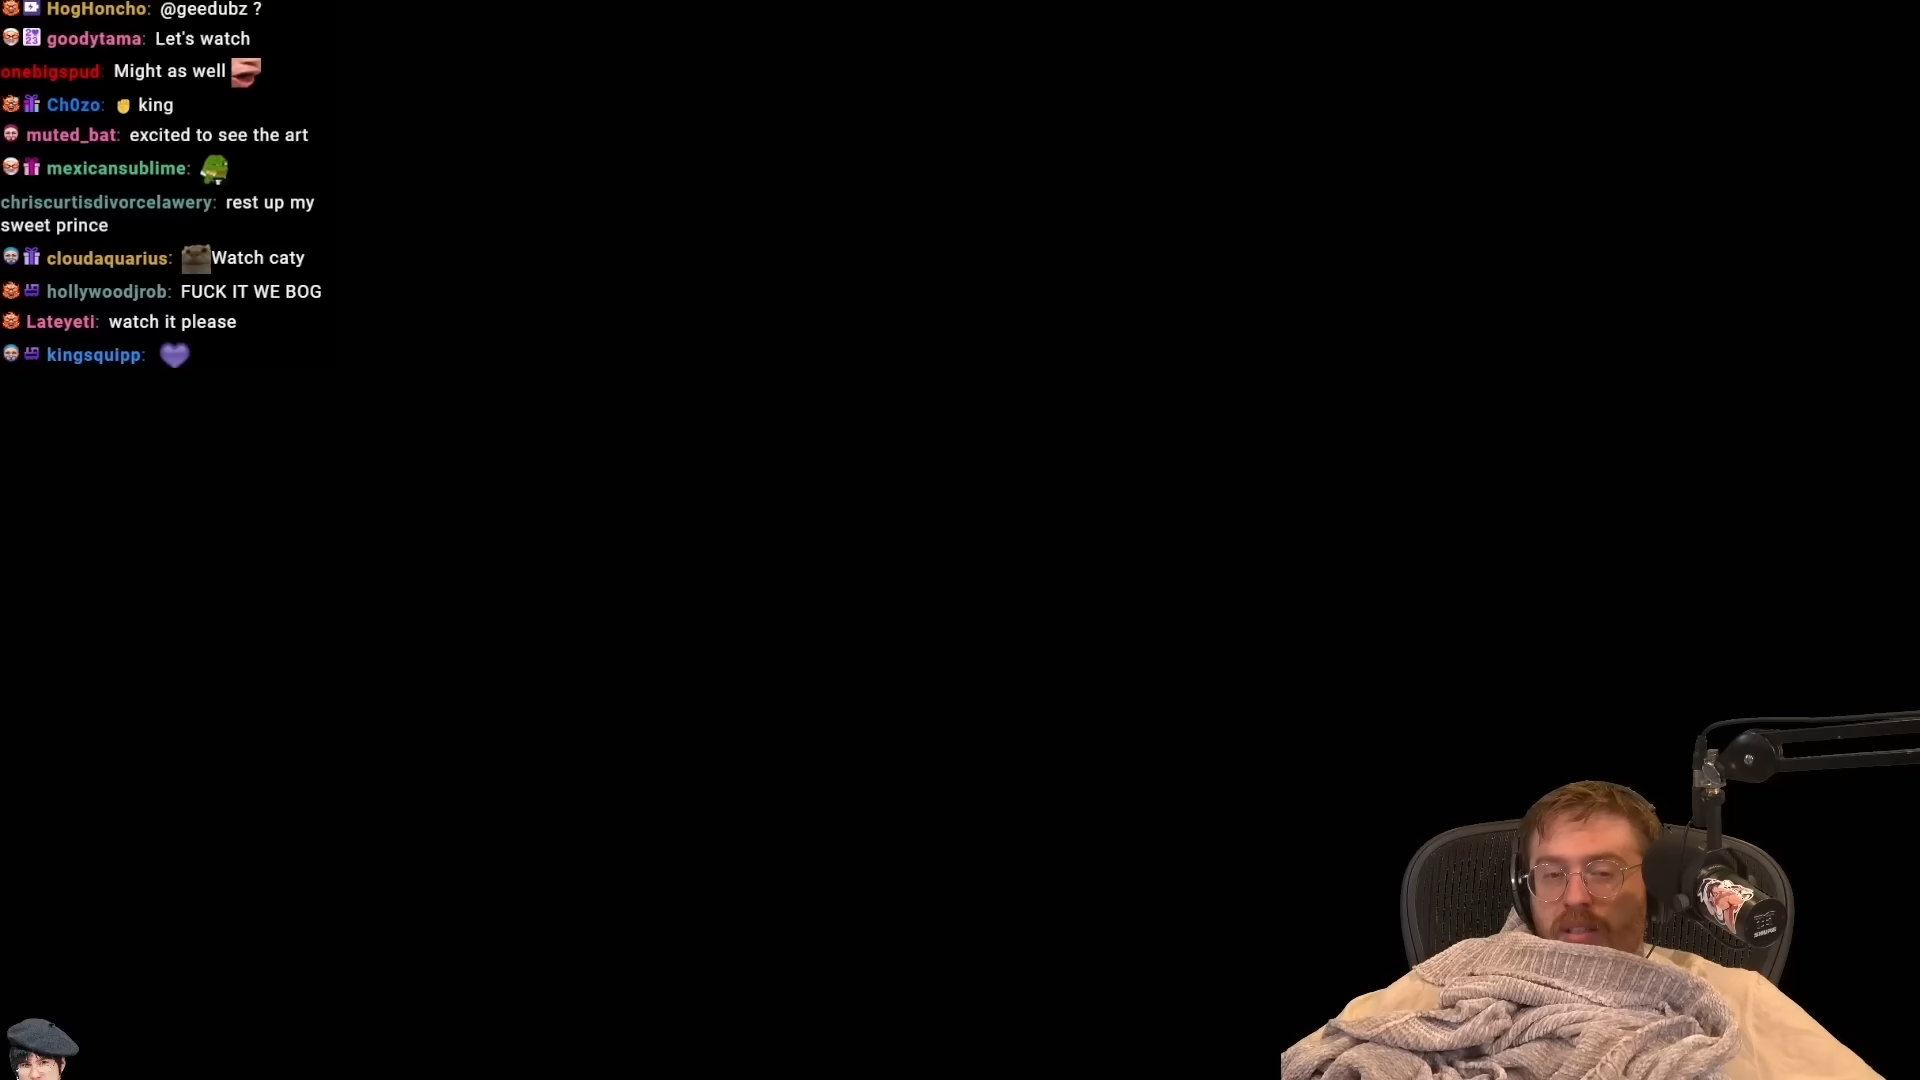 HogHoncho: @geedubz ?
goodytama: Let's watch
onebigspud: Might as well
Ch0zo: king
muted_bat: excited to see the art
mexicansublime:
chriscurtisdivorcelawery: rest up my
sweet prince
cloudaquarius: Watch caty
hollywoodjrob: FUCK IT WE BOG
Lateyeti: watch it please
kingsquipp:
SHURE